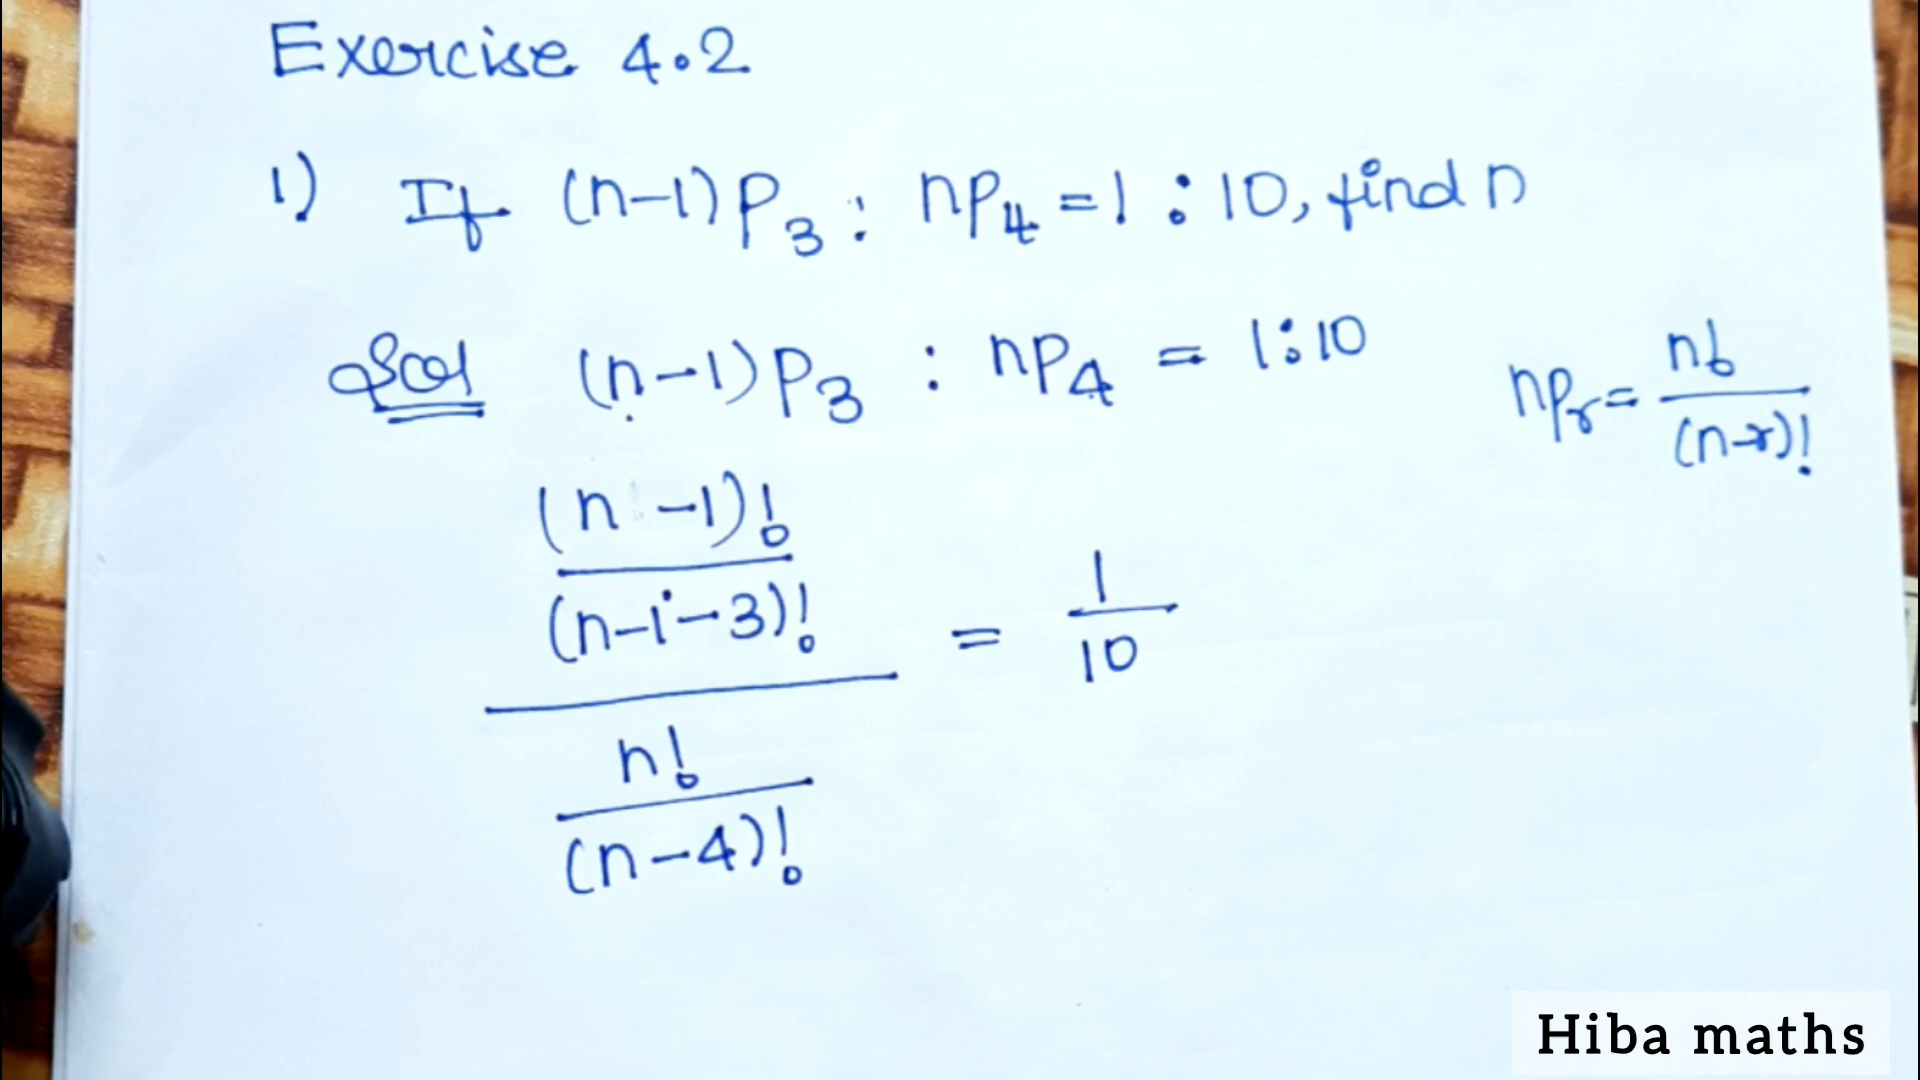 Exercise 4.2
1) If (n-1)P₃ : nP₄ = 1 : 10, find n
Sol (n-1)P₃ : nP₄ = 1:10
nPr = n! / (n-r)!
(n -1)!
(n-1-3)!
= 1/10
n!
(n-4)!
Hiba maths